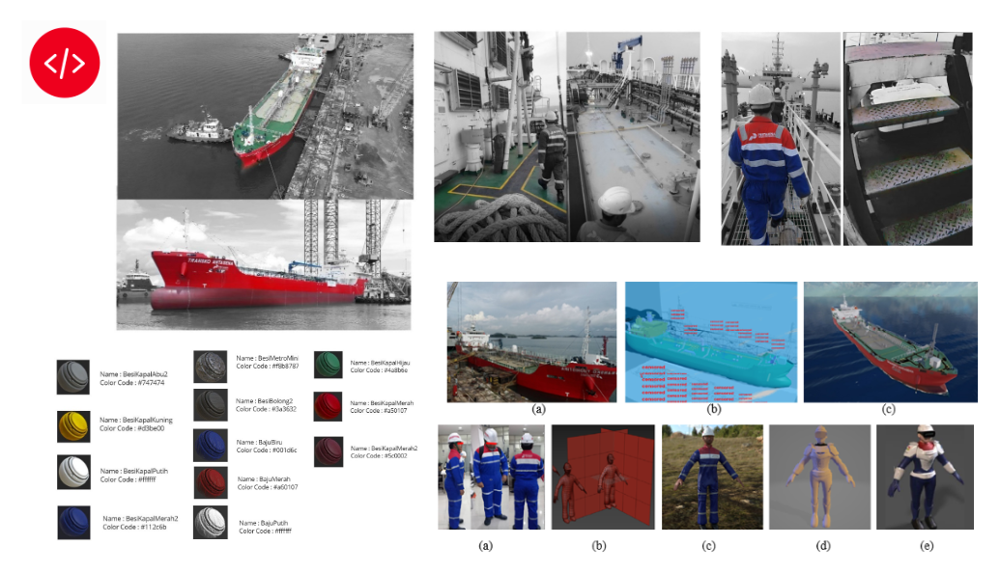 </>
TRANSKO ANTASENA
Name : BesiKapalAbu2
Color Code : #747474
Name : BesiKapalKuning
Color Code : #d3be00
Name : BesiKapalPutih
Color Code : #ffffff
Name : BesiKapalMerah2
Color Code : #112c6b
Name : BesiMetroMini
Color Code : #f8b8787
Name : BesiBolong2
Color Code : #3a3632
Name : BajuBiru
Color Code : #001d6c
Name : BajuMerah
Color Code : #a60107
Name : BajuPutih
Color Code : #ffffff
Name : BesiKapalHijau
Color Code : #4a8b6e
Name : BesiKapalMerah
Color Code : #a50107
Name : BesiKapalMerah2
Color Code : #5c0002
(a)
(b)
(c)
(a)
(b)
(c)
(d)
(e)